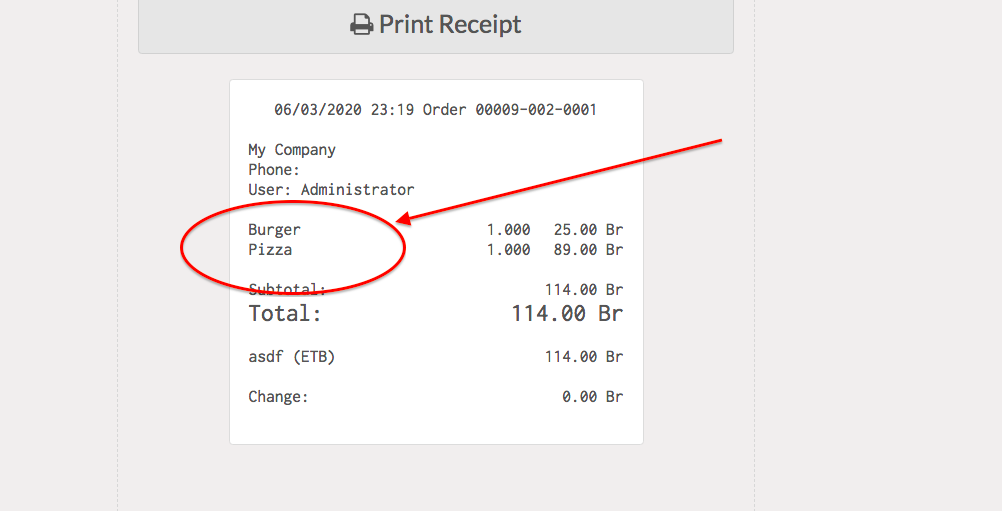 Print Receipt
06/03/2020 23:19 Order 00009-002-0001
My Company
Phone:
User: Administrator
Burger 1.000 25.00 Br
Pizza 1.000 89.00 Br
Subtotal: 114.00 Br
Total: 114.00 Br
asdf (ETB) 114.00 Br
Change: 0.00 Br